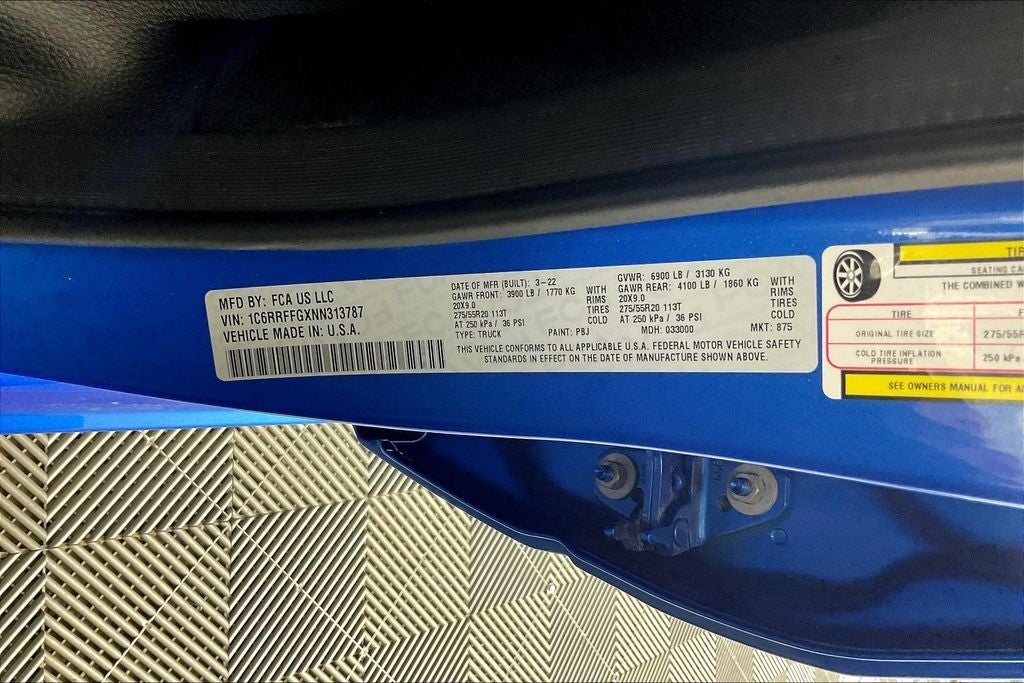 MFD BY: FCA US LLC
VIN: 1C6RRFFGXNN313787
VEHICLE MADE IN U.S.A.
DATE OF MFR (BUILT): 3-22
GAWR FRONT: 3900 LB / 1770 KG WITH
20X9.0 RIMS
275/55R20 113T TIRES
AT 250 kPa / 36 PSI COLD
TYPE: TRUCK PAINT: PBJ
GVWR: 6900 LB / 3130 KG
GAWR REAR: 4100 LB / 1860 KG WITH
20X9.0 RIMS
275/55R20 113T TIRES
AT 250 kPa / 36 PSI COLD
MDH: 033000 MKT: 875
THIS VEHICLE CONFORMS TO ALL APPLICABLE U.S.A. FEDERAL MOTOR VEHICLE SAFETY
STANDARDS IN EFFECT ON THE DATE OF MANUFACTURE SHOWN ABOVE.
TIR
SEATING CA
THE COMBINED W
TIRE F
ORIGINAL TIRE SIZE 275/55R
COLD TIRE INFLATION
PRESSURE 250 kPa
SEE OWNERS MANUAL FOR AD